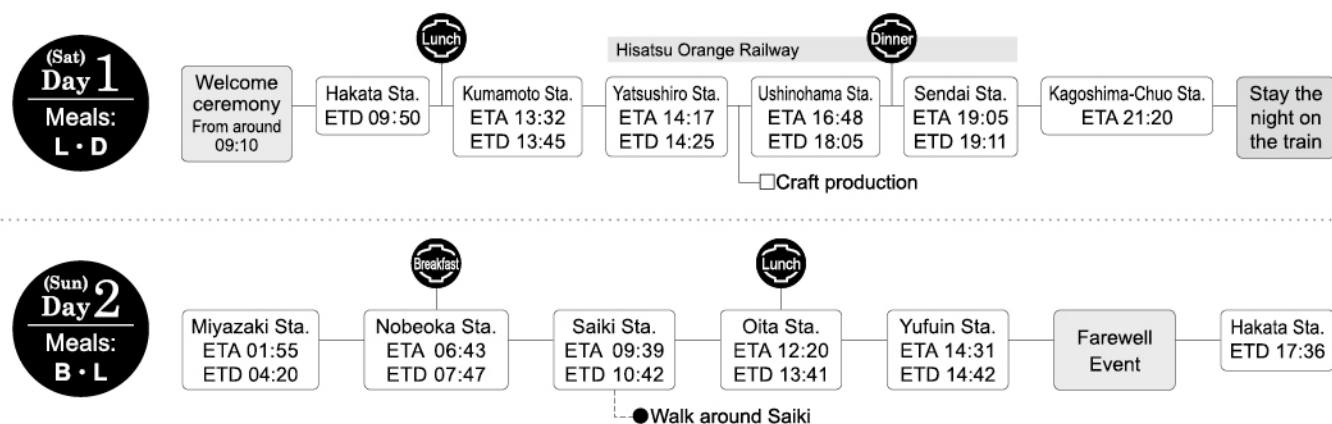 (Sat)
Day 1
Meals:
L・D
Welcome
ceremony
From around
09:10
Hakata Sta.
ETD 09:50
Lunch
Kumamoto Sta.
ETA 13:32
ETD 13:45
Hisatsu Orange Railway
Yatsushiro Sta.
ETA 14:17
ETD 14:25
□Craft production
Ushinohama Sta.
ETA 16:48
ETD 18:05
Dinner
Sendai Sta.
ETA 19:05
ETD 19:11
Kagoshima-Chuo Sta.
ETA 21:20
Stay the
night on
the train
(Sun)
Day 2
Meals:
B・L
Miyazaki Sta.
ETA 01:55
ETD 04:20
Breakfast
Nobeoka Sta.
ETA 06:43
ETD 07:47
Saiki Sta.
ETA 09:39
ETD 10:42
●Walk around Saiki
Lunch
Oita Sta.
ETA 12:20
ETD 13:41
Yufuin Sta.
ETA 14:31
ETD 14:42
Farewell
Event
Hakata Sta.
ETD 17:36